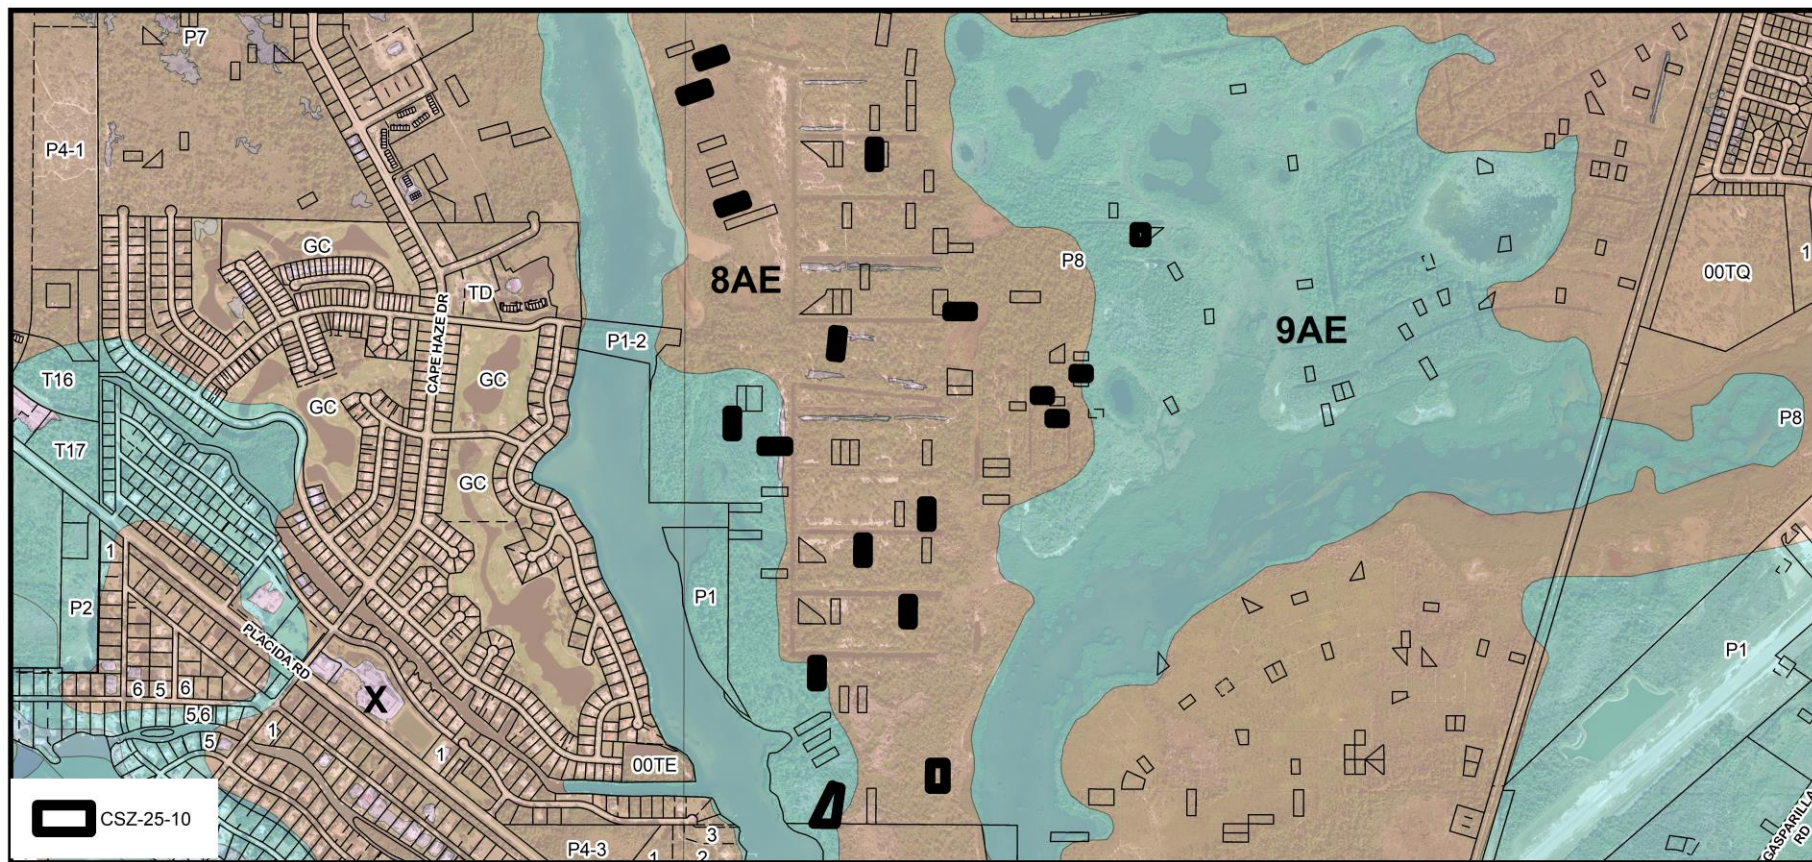 P7
P4-1
GC
8AE
P8
00TQ
1
TD
CAPE HAZE DR
9AE
P1-2
T16
GC
GC
P8
T17
GC
1
P2
P1
P1
PLACIDA RD
6 5 6
X
5 6
5
1
1
00TE
CSZ-25-10
GASPARILLA
RD
3
P4-3
1
2